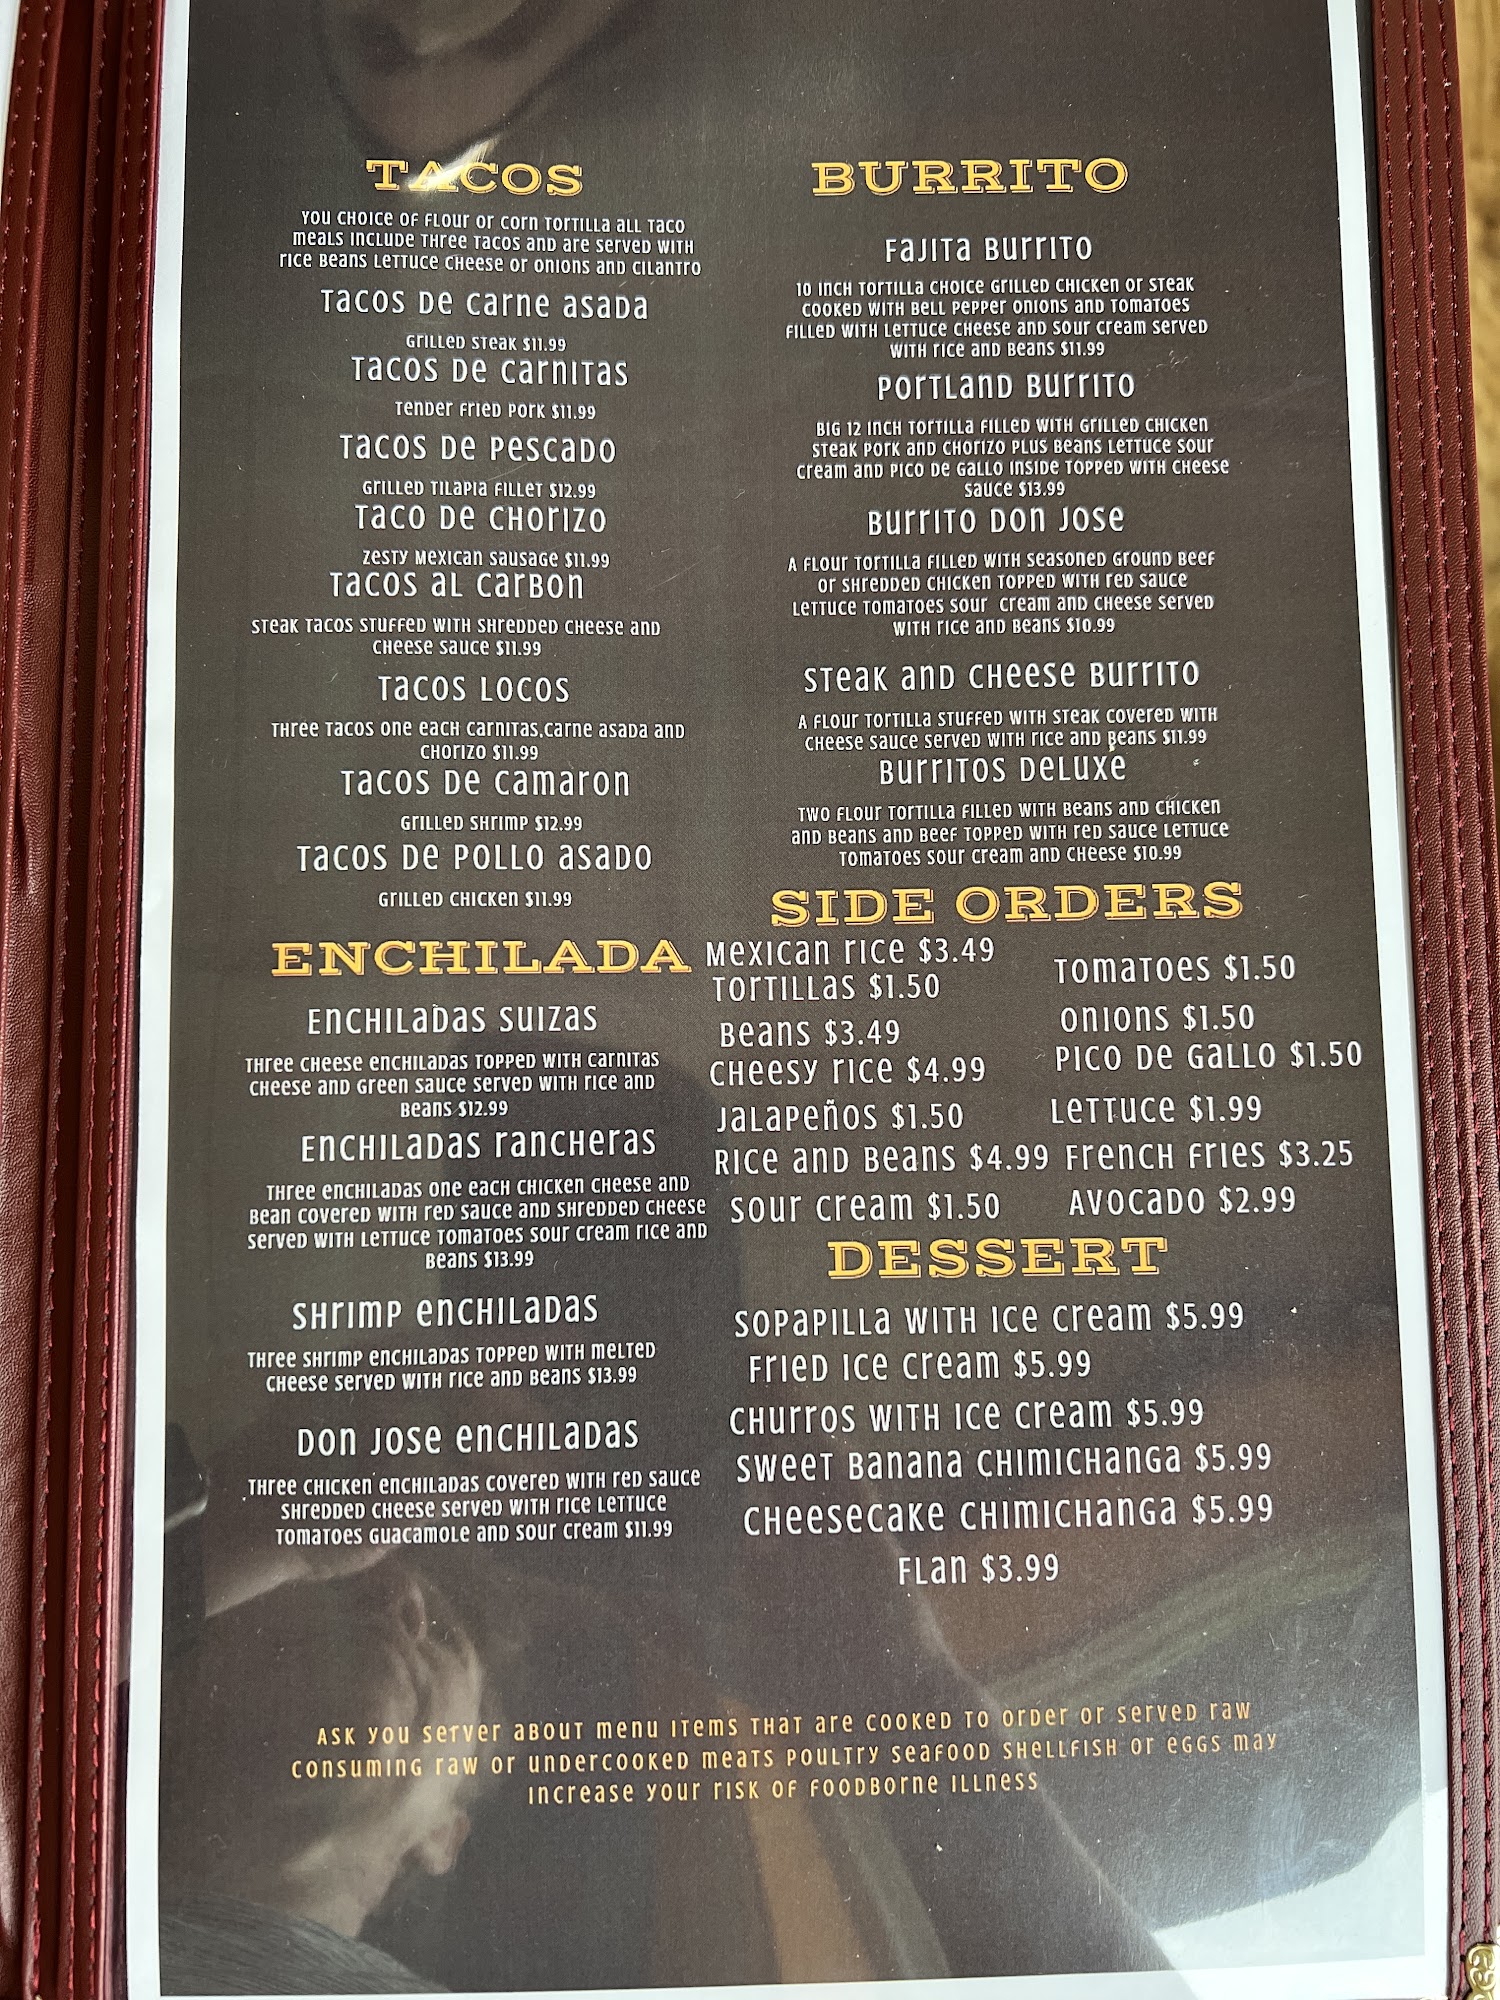 TACOS
YOU CHOICE OF FLOUR OR CORN TORTILLA ALL TACO
MEALS INCLUDE THREE TACOS AND ARE SERVED WITH
RICE BEANS LETTUCE CHEESE OR ONIONS AND CILANTRO
TACOS DE CARNE ASADA
GRILLED STEAK $11.99
TACOS DE CARNITAS
TENDER FRIED PORK $11.99
TACOS DE PESCADO
GRILLED TILAPIA FILLET $12.99
TACO DE CHORIZO
ZESTY MEXICAN SAUSAGE $11.99
TACOS AL CARBON
STEAK TACOS STUFFED WITH SHREDDED CHEESE AND
CHEESE SAUCE $11.99
TACOS LOCOS
THREE TACOS ONE EACH CARNITAS,CARNE ASADA AND
CHORIZO $11.99
TACOS DE CAMARON
GRILLED SHRIMP $12.99
TACOS DE POLLO ASADO
GRILLED CHICKEN $11.99
ENCHILADA
ENCHILADAS SUIZAS
THREE CHEESE ENCHILADAS TOPPED WITH CARNITAS
CHEESE AND GREEN SAUCE SERVED WITH RICE AND
BEANS $12.99
ENCHILADAS RANCHERAS
THREE ENCHILADAS ONE EACH CHICKEN CHEESE AND
BEAN COVERED WITH RED SAUCE AND SHREDDED CHEESE
SERVED WITH LETTUCE TOMATOES SOUR CREAM RICE AND
BEANS $13.99
SHRIMP ENCHILADAS
THREE SHRIMP ENCHILADAS TOPPED WITH MELTED
CHEESE SERVED WITH RICE AND BEANS $13.99
DON JOSE ENCHILADAS
THREE CHICKEN ENCHILADAS COVERED WITH RED SAUCE
SHREDDED CHEESE SERVED WITH RICE LETTUCE
TOMATOES GUACAMOLE AND SOUR CREAM $11.99
BURRITO
FAJITA BURRITO
10 INCH TORTILLA CHOICE GRILLED CHICKEN OR STEAK
COOKED WITH BELL PEPPER ONIONS AND TOMATOES
FILLED WITH LETTUCE CHEESE AND SOUR CREAM SERVED
WITH RICE AND BEANS $11.99
PORTLAND BURRITO
BIG 12 INCH TORTILLA FILLED WITH GRILLED CHICKEN
STEAK PORK AND CHORIZO PLUS BEANS LETTUCE SOUR
CREAM AND PICO DE GALLO INSIDE TOPPED WITH CHEESE
SAUCE $13.99
BURRITO DON JOSE
A FLOUR TORTILLA FILLED WITH SEASONED GROUND BEEF
OR SHREDDED CHICKEN TOPPED WITH RED SAUCE
LETTUCE TOMATOES SOUR CREAM AND CHEESE SERVED
WITH RICE AND BEANS $10.99
STEAK AND CHEESE BURRITO
A FLOUR TORTILLA STUFFED WITH STEAK COVERED WITH
CHEESE SAUCE SERVED WITH RICE AND BEANS $11.99
BURRITOS DELUXE
TWO FLOUR TORTILLA FILLED WITH BEANS AND CHICKEN
AND BEANS AND BEEF TOPPED WITH RED SAUCE LETTUCE
TOMATOES SOUR CREAM AND CHEESE $10.99
SIDE ORDERS
MEXICAN RICE $3.49
TORTILLAS $1.50
BEANS $3.49
CHEESY RICE $4.99
JALAPEÑOS $1.50
RICE AND BEANS $4.99
SOUR CREAM $1.50
TOMATOES $1.50
ONIONS $1.50
PICO DE GALLO $1.50
LETTUCE $1.99
FRENCH FRIES $3.25
AVOCADO $2.99
DESSERT
SOPAPILLA WITH ICE CREAM $5.99
FRIED ICE CREAM $5.99
CHURROS WITH ICE CREAM $5.99
SWEET BANANA CHIMICHANGA $5.99
CHEESECAKE CHIMICHANGA $5.99
FLAN $3.99
ASK YOU SERVER ABOUT MENU ITEMS THAT ARE COOKED TO ORDER OR SERVED RAW
CONSUMING RAW OR UNDERCOOKED MEATS POULTRY SEAFOOD SHELLFISH OR EGGS MAY
INCREASE YOUR RISK OF FOODBORNE ILLNESS